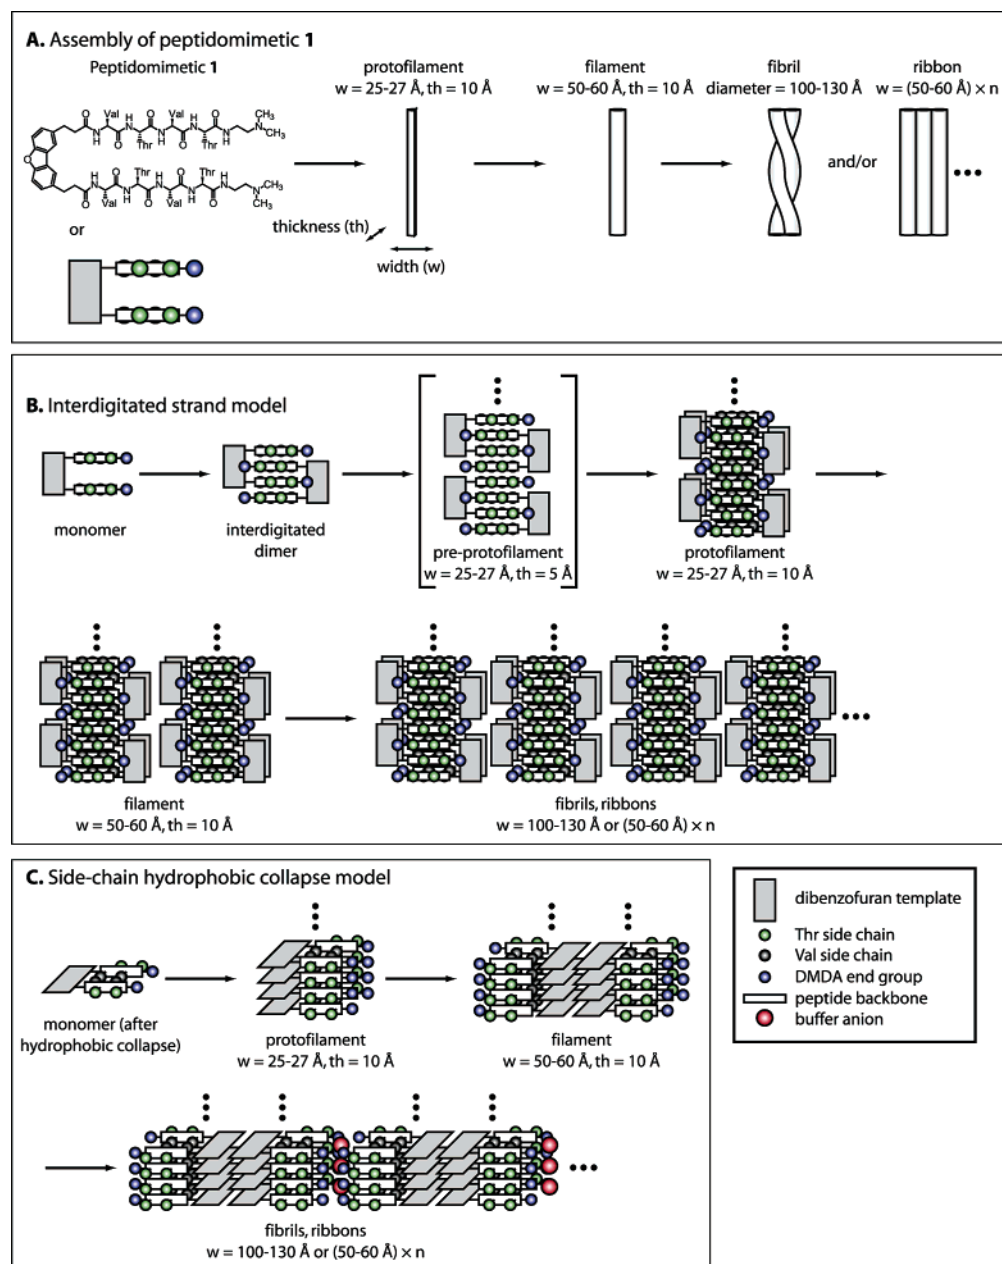 A. Assembly of peptidomimetic 1
Peptidomimetic 1
protofilament
w = 25-27 Å, th = 10 Å
filament
w = 50-60 Å, th = 10 Å
fibril
diameter = 100-130 Å
ribbon
w = (50-60 Å) × n
O Val O Val O
N H N H N H N H N H N CH3
O Thr O Thr CH3
O
O Thr O Thr
N H N H N H N H N H N CH3
O Val O Val O CH3
and/or
or
thickness (th)
width (w)
B. Interdigitated strand model
monomer
interdigitated
dimer
pre-protofilament
w = 25-27 Å, th = 5 Å
protofilament
w = 25-27 Å, th = 10 Å
filament
w = 50-60 Å, th = 10 Å
fibrils, ribbons
w = 100-130 Å or (50-60 Å) × n
C. Side-chain hydrophobic collapse model
monomer (after
hydrophobic collapse)
protofilament
w = 25-27 Å, th = 10 Å
filament
w = 50-60 Å, th = 10 Å
fibrils, ribbons
w = 100-130 Å or (50-60 Å) × n
dibenzofuran template
Thr side chain
Val side chain
DMDA end group
peptide backbone
buffer anion